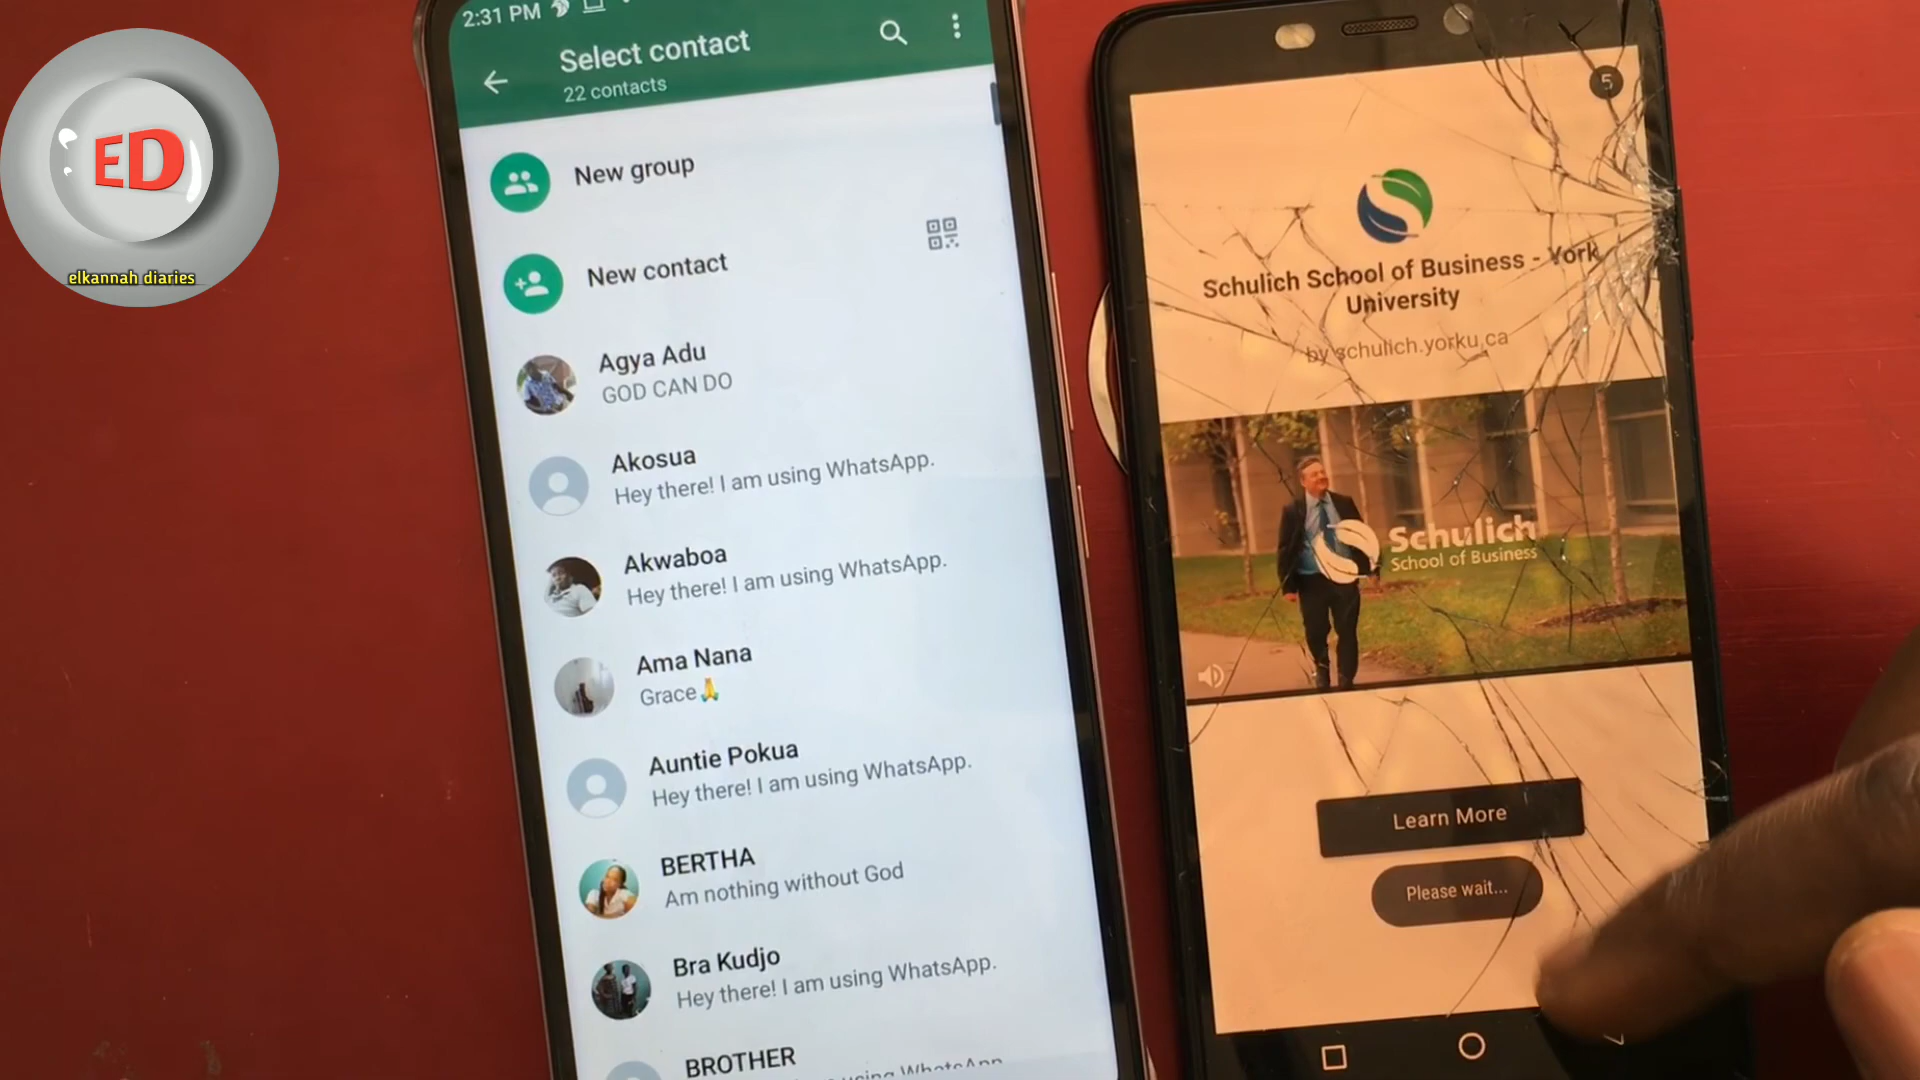 ED
elkannah diaries
2:31 PM
Select contact
22 contacts
New group
New contact
Agya Adu
GOD CAN DO
Akosua
Hey there! I am using WhatsApp.
Akwaboa
Hey there! I am using WhatsApp.
Ama Nana
Grace🙏
Auntie Pokua
Hey there! I am using WhatsApp.
BERTHA
Am nothing without God
Bra Kudjo
Hey there! I am using WhatsApp.
BROTHER
using WhatsApp
5
Schulich School of Business - York
University
by schulich.yorku.ca
Schulich
School of Business
Learn More
Please wait...